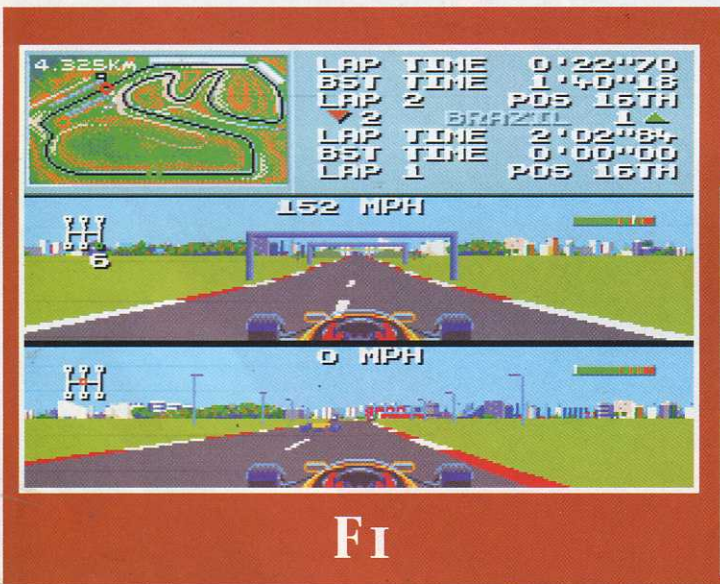 4.325KM
LAP TIME 0'22"70
BST TIME 1'40"18
LAP 2 POS 16TH
2 BRAZIL 1
LAP TIME 2'02"84
BST TIME 0'00"00
LAP 1 POS 16TH
152 MPH
6
0 MPH
F1